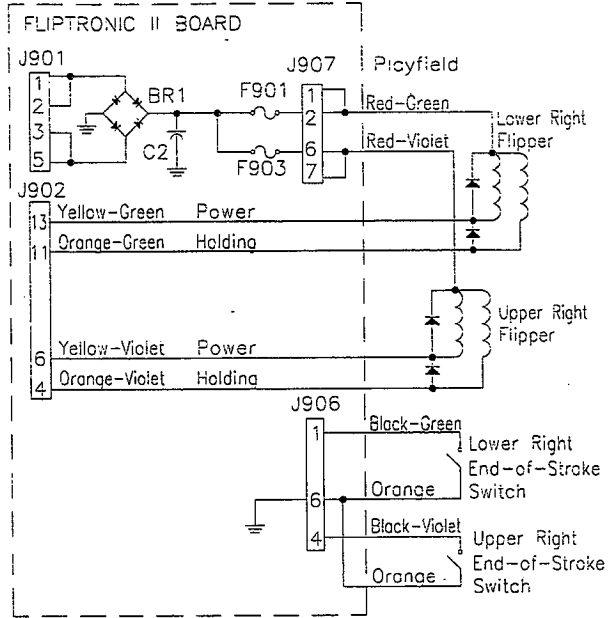 FLIPTRONIC II BOARD
J901
1
2
3
5
BR1
C2
F901
F903
J907
1
2
6
7
Playfield
Red-Green
Red-Violet
Lower Right
Flipper
J902
13
Yellow-Green Power
11
Orange-Green Holding
6
Yellow-Violet Power
4
Orange-Violet Holding
Upper Right
Flipper
J906
1
6
4
Black-Green
Orange
Lower Right
End-of-Stroke
Switch
Black-Violet
Orange
Upper Right
End-of-Stroke
Switch